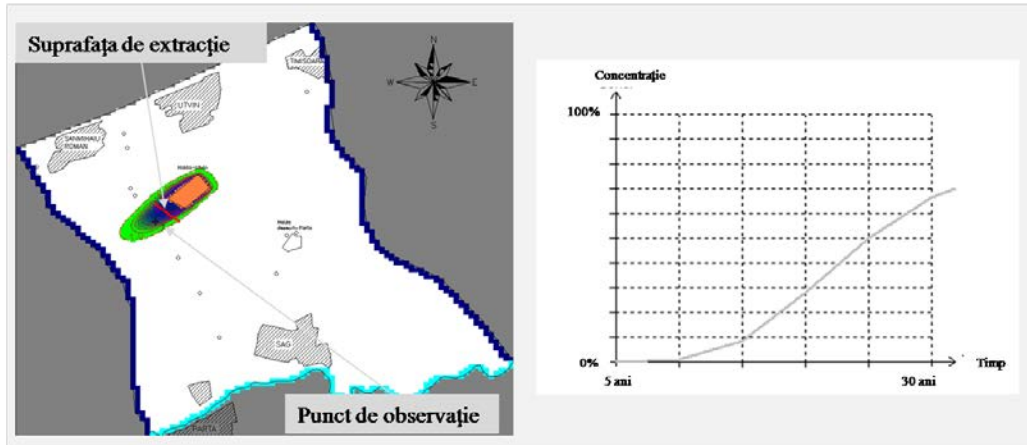 Suprafața de extracție
N
W
E
S
TIMISOARA
UTVIN
SANMIHAIU
ROMAN
SAG
PARTA
Punct de observație
Concentrație
100%
0%
5 ani
30 ani
Timp